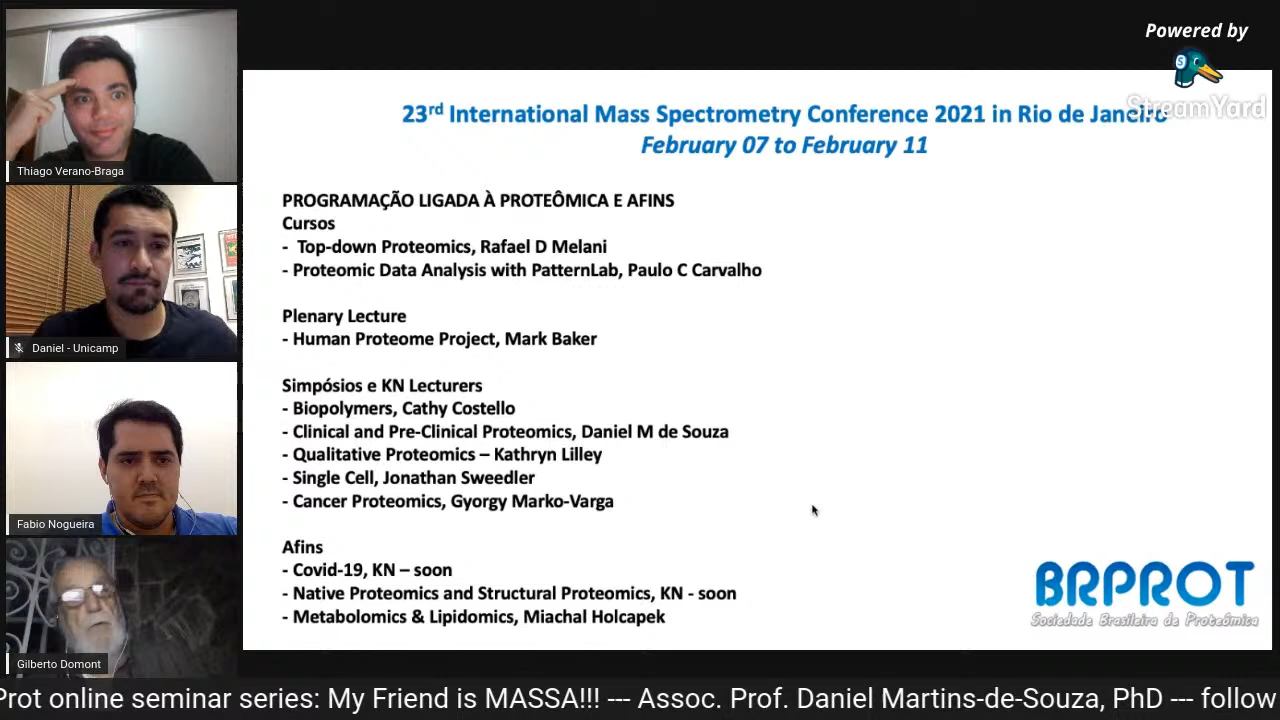 Powered by
StreamYard
Thiago Verano-Braga
Daniel - Unicamp
Fabio Nogueira
Gilberto Domont
23rd International Mass Spectrometry Conference 2021 in Rio de Janeiro
February 07 to February 11
PROGRAMAÇÃO LIGADA À PROTEÔMICA E AFINS
Cursos
- Top-down Proteomics, Rafael D Melani
- Proteomic Data Analysis with PatternLab, Paulo C Carvalho
Plenary Lecture
- Human Proteome Project, Mark Baker
Simpósios e KN Lecturers
- Biopolymers, Cathy Costello
- Clinical and Pre-Clinical Proteomics, Daniel M de Souza
- Qualitative Proteomics – Kathryn Lilley
- Single Cell, Jonathan Sweedler
- Cancer Proteomics, Gyorgy Marko-Varga
Afins
- Covid-19, KN – soon
- Native Proteomics and Structural Proteomics, KN - soon
- Metabolomics & Lipidomics, Miachal Holcapek
BRPROT
Sociedade Brasileira de Proteômica
Prot online seminar series: My Friend is MASSA!!! --- Assoc. Prof. Daniel Martins-de-Souza, PhD --- follow